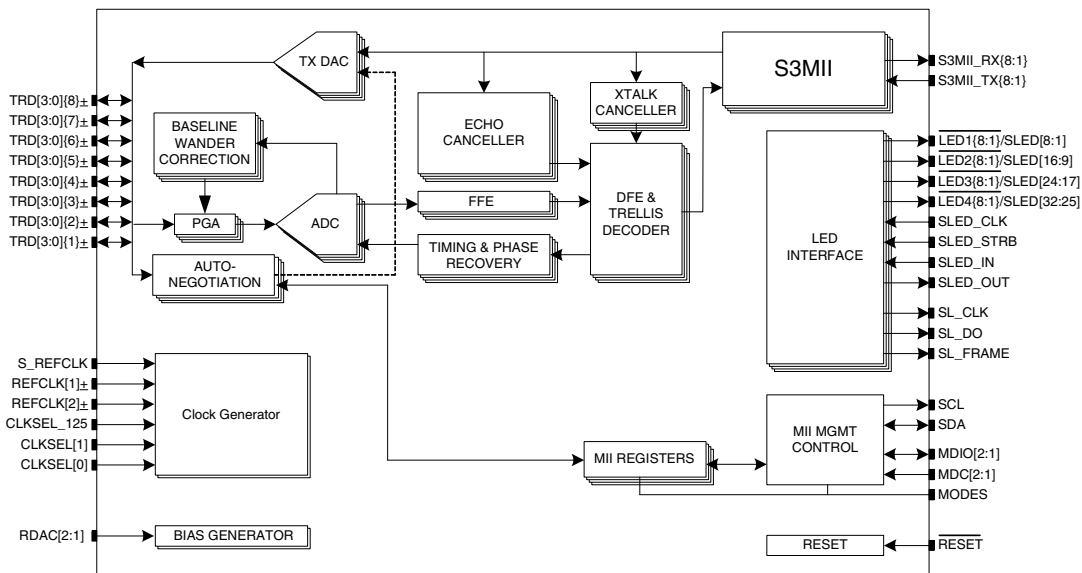 TRD[3:0]{8}±
TRD[3:0]{7}±
TRD[3:0]{6}±
TRD[3:0]{5}±
TRD[3:0]{4}±
TRD[3:0]{3}±
TRD[3:0]{2}±
TRD[3:0]{1}±
TX DAC
BASELINE
WANDER
CORRECTION
PGA
ADC
AUTO-
NEGOTIATION
ECHO
CANCELLER
XTALK
CANCELLER
FFE
TIMING & PHASE
RECOVERY
DFE &
TRELLIS
DECODER
S3MII
S3MII_RX{8:1}
S3MII_TX{8:1}
LED
INTERFACE
LED1{8:1}/SLED[8:1]
LED2{8:1}/SLED[16:9]
LED3{8:1}/SLED[24:17]
LED4{8:1}/SLED[32:25]
SLED_CLK
SLED_STRB
SLED_IN
SLED_OUT
SL_CLK
SL_DO
SL_FRAME
S_REFCLK
REFCLK[1]±
REFCLK[2]±
CLKSEL_125
CLKSEL[1]
CLKSEL[0]
Clock Generator
MII REGISTERS
MII MGMT
CONTROL
SCL
SDA
MDIO[2:1]
MDC[2:1]
MODES
RDAC[2:1]
BIAS GENERATOR
RESET
RESET